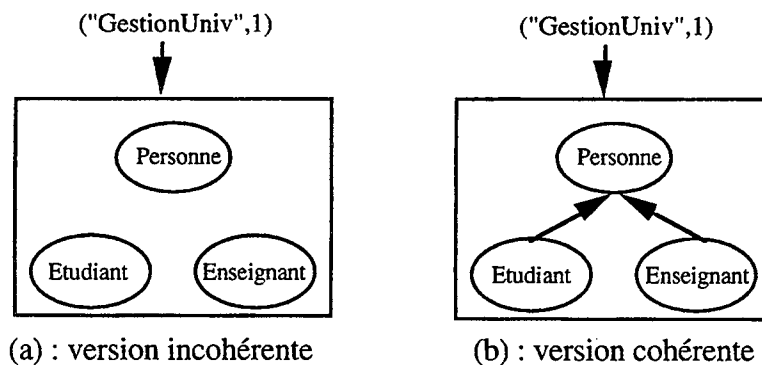 ("GestionUniv",1)
Personne
Etudiant
Enseignant
(a) : version incohérente
("GestionUniv",1)
Personne
Etudiant
Enseignant
(b) : version cohérente